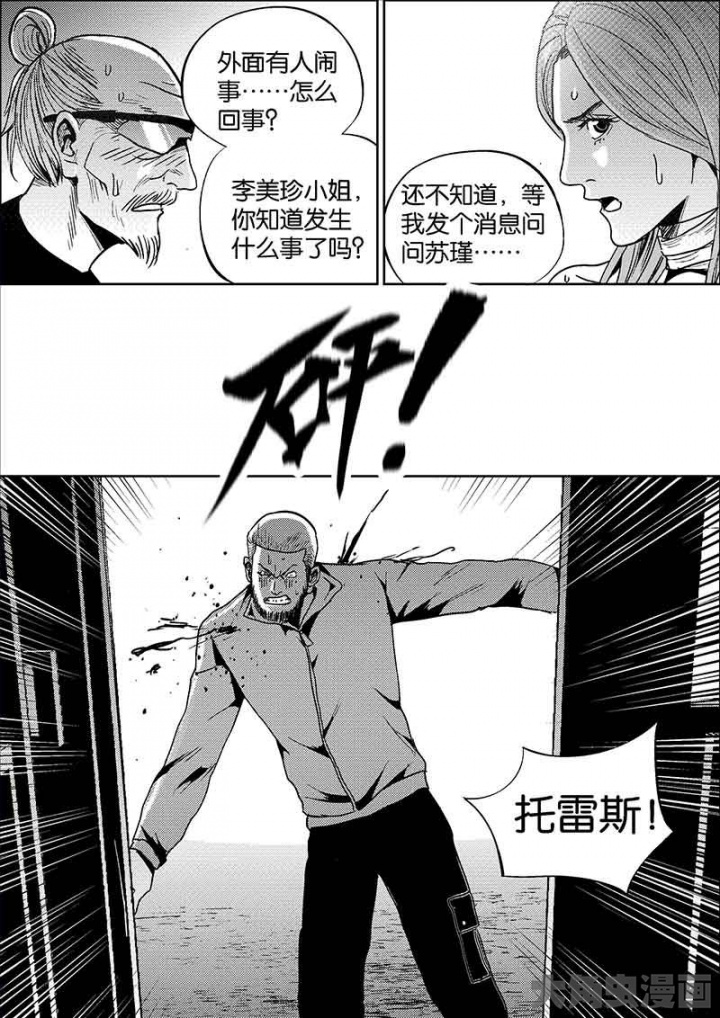 外面有人闹
事……怎么
回事？
李美珍小姐，
你知道发生
什么事了吗？
还不知道，等
我发个消息问
问苏瑾……
砰！
托雷斯！